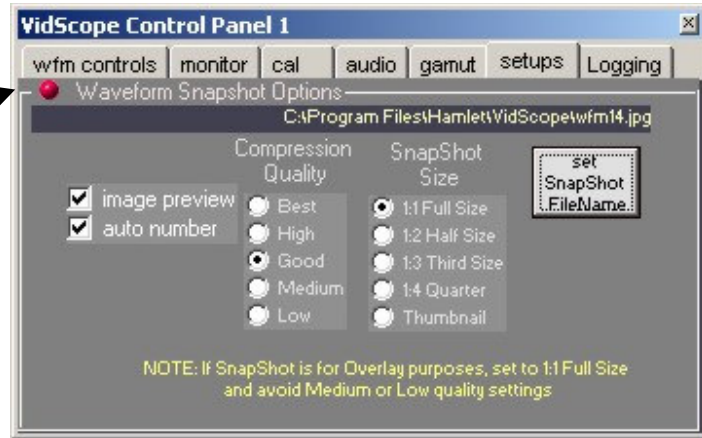 VidScope Control Panel 1
wfm controls monitor cal audio gamut setups Logging
Waveform Snapshot Options
C:\Program Files\Hamlet\VidScope\wfm14.jpg
Compression
Quality
SnapShot
Size
set
SnapShot
FileName
image preview
auto number
Best
High
Good
Medium
Low
1:1 Full Size
1:2 Half Size
1:3 Third Size
1:4 Quarter
Thumbnail
NOTE: If SnapShot is for Overlay purposes, set to 1:1 Full Size
and avoid Medium or Low quality settings